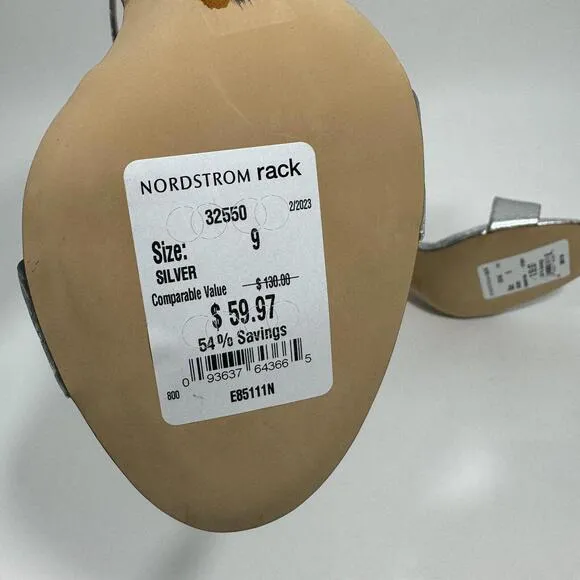 NORDSTROM rack
32550 2/2023
Size: 9
SILVER
Comparable Value $ 130.00
$ 59.97
54% Savings
0 93637 64366 5
800 E85111N